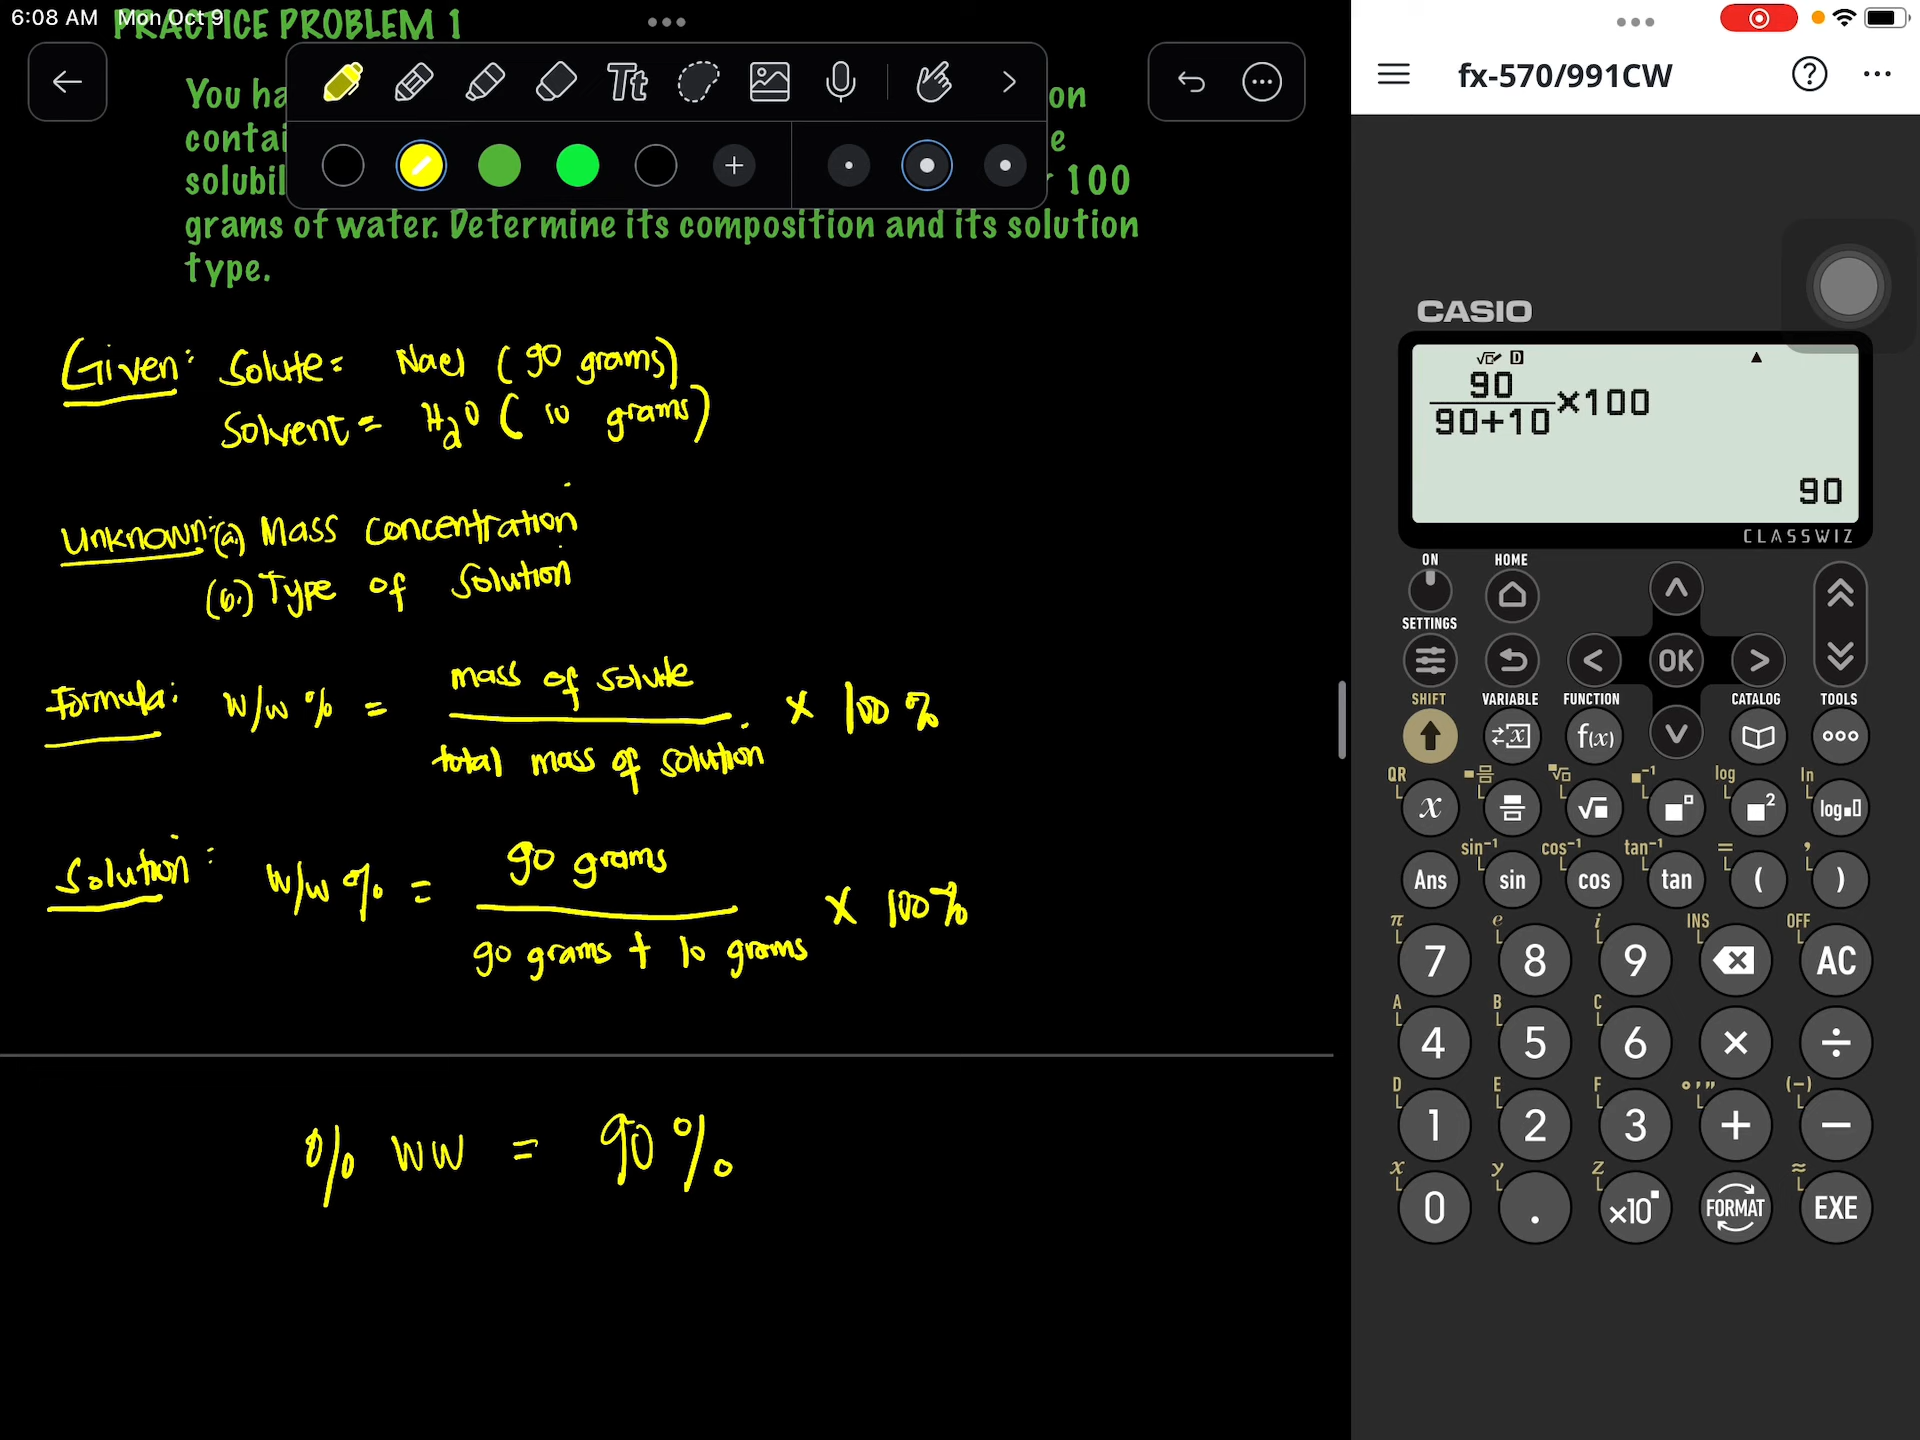 6:08 AM Mon Oct 9
PRACTICE PROBLEM 1
You ha on
contai e
solubil 100
grams of water. Determine its composition and its solution
type.
Tt
Given: Solute = Nacl (90 grams)
Solvent = H2O (10 grams)
Unknown: (a.) Mass concentration
(b.) Type of solution
Formula: W/W % = mass of solute / total mass of solution × 100 %
Solution: W/W % = 90 grams / 90 grams + 10 grams × 100%
% WW = 90 %
fx-570/991CW
CASIO
√ D
90
90+10 ×100
90
CLASSWIZ
ON HOME
SETTINGS
OK
SHIFT VARIABLE FUNCTION CATALOG TOOLS
x f(x)
QR log ln
x √ log
sin⁻¹ cos⁻¹ tan⁻¹ = ,
Ans sin cos tan ( )
π e i INS OFF
7 8 9 AC
A B C
4 5 6 × ÷
D E F (−)
1 2 3 + −
x y z ≈
0 . ×10 FORMAT EXE